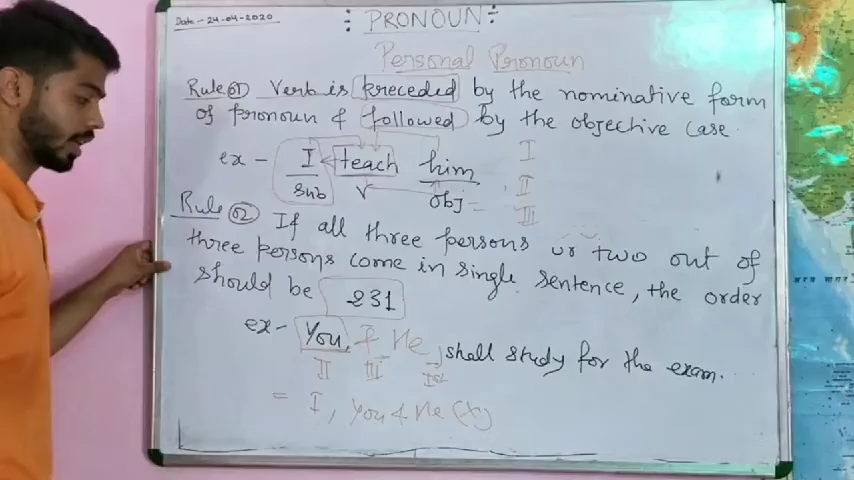 Date - 24-04-2020
: PRONOUN :
Personal Pronoun
Rule 01 Verb is preceded by the nominative form
of pronoun & followed by the objective case.
ex - I teach him
sub V obj
I
II
III
Rule 02 If all three persons or two out of
three persons come in single sentence, the order
should be 231
ex - You, & He shall study for the exam.
II III Ist
= I, You & He (x)